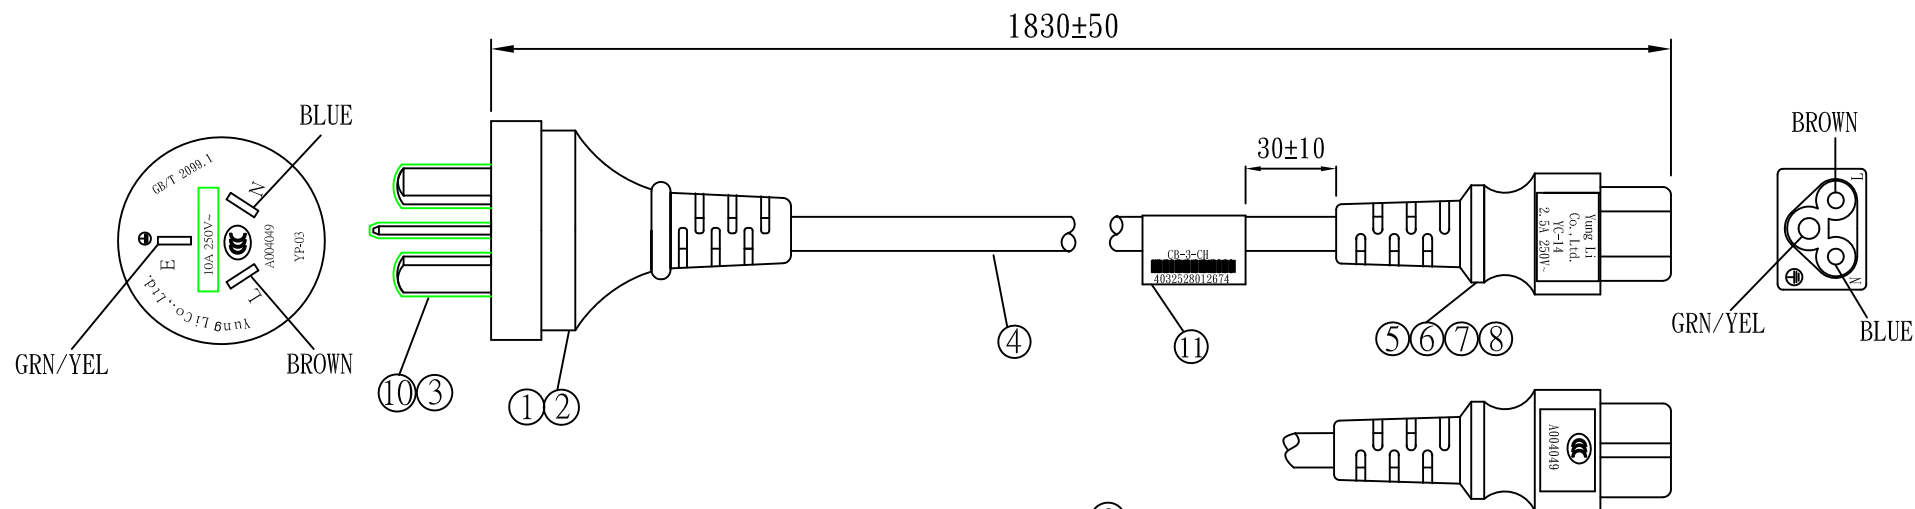 1830±50
BLUE
GB/T 2099.1
N
10A 250V~
A004049
YP-03
E
L
Yung Li Co.,Ltd.
GRN/YEL
BROWN
10 3
1 2
4
30±10
CB-3-CH
4032528012674
11
Yung Li
Co.,Ltd.
YC-14
2.5A 250V~
5 6 7 8
BROWN
L
N
GRN/YEL
BLUE
A004049